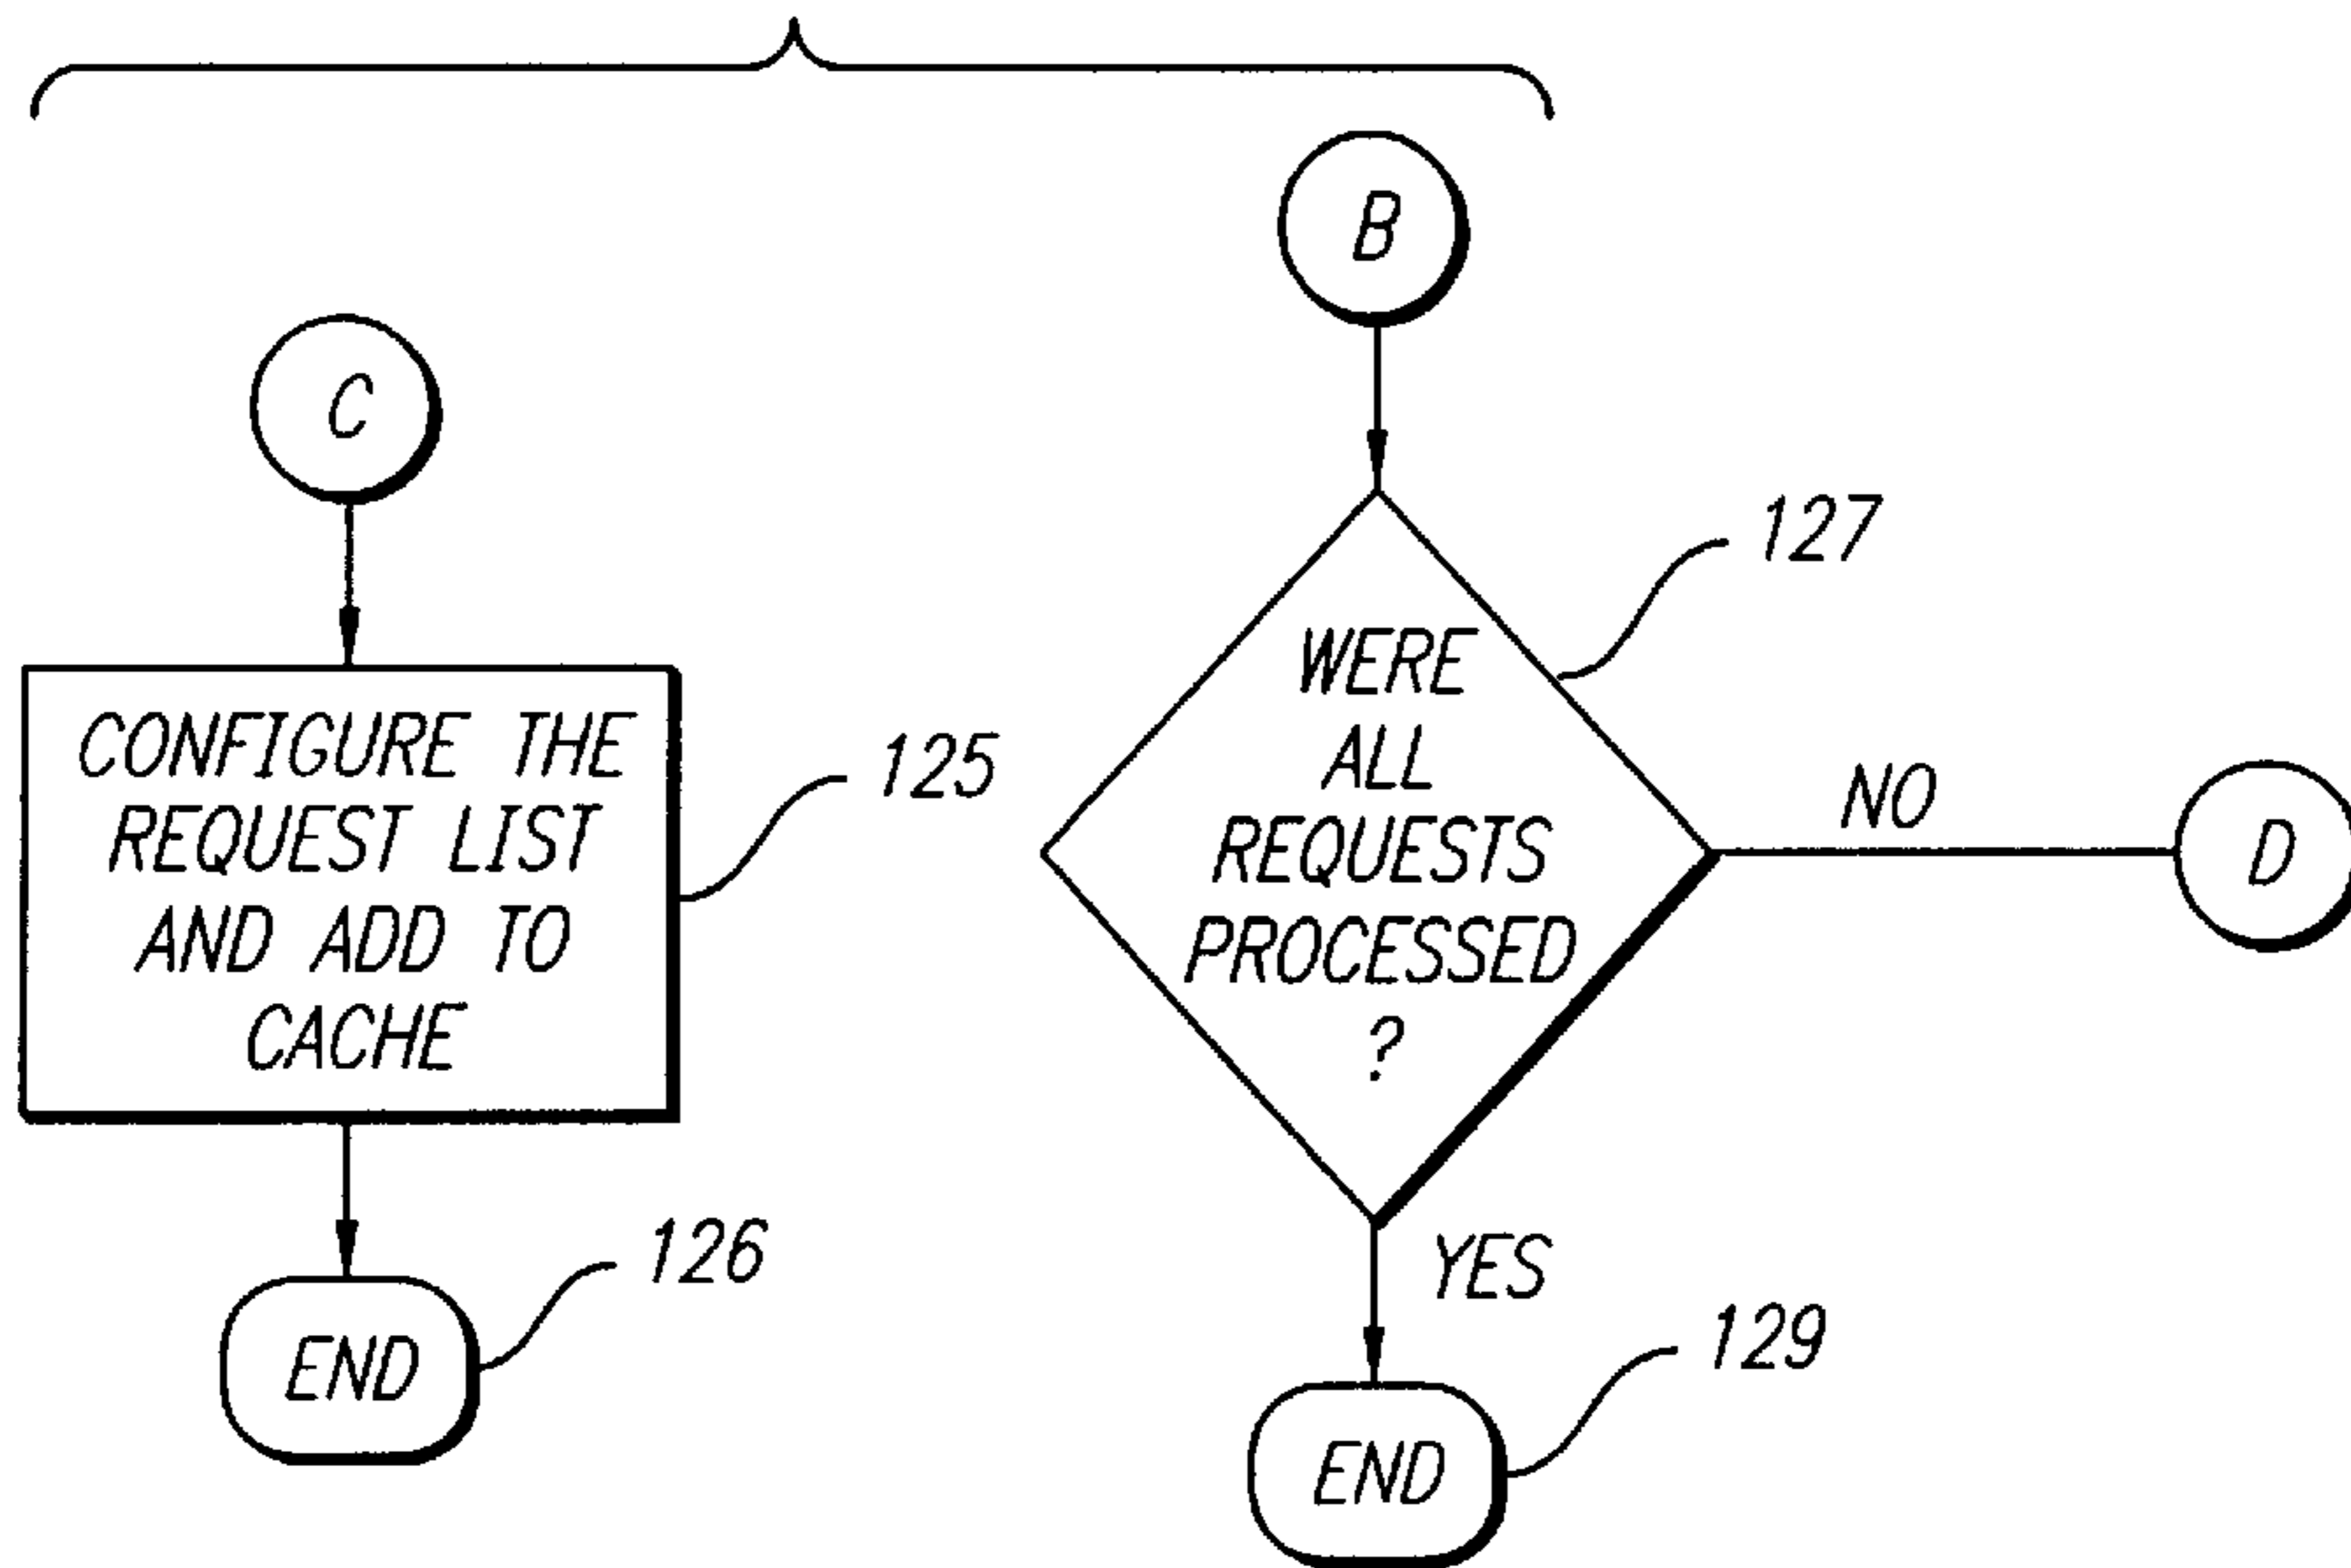 C
CONFIGURE THE
REQUEST LIST
AND ADD TO
CACHE
125
END
126
B
WERE
ALL
REQUESTS
PROCESSED
?
127
NO
D
YES
END
129